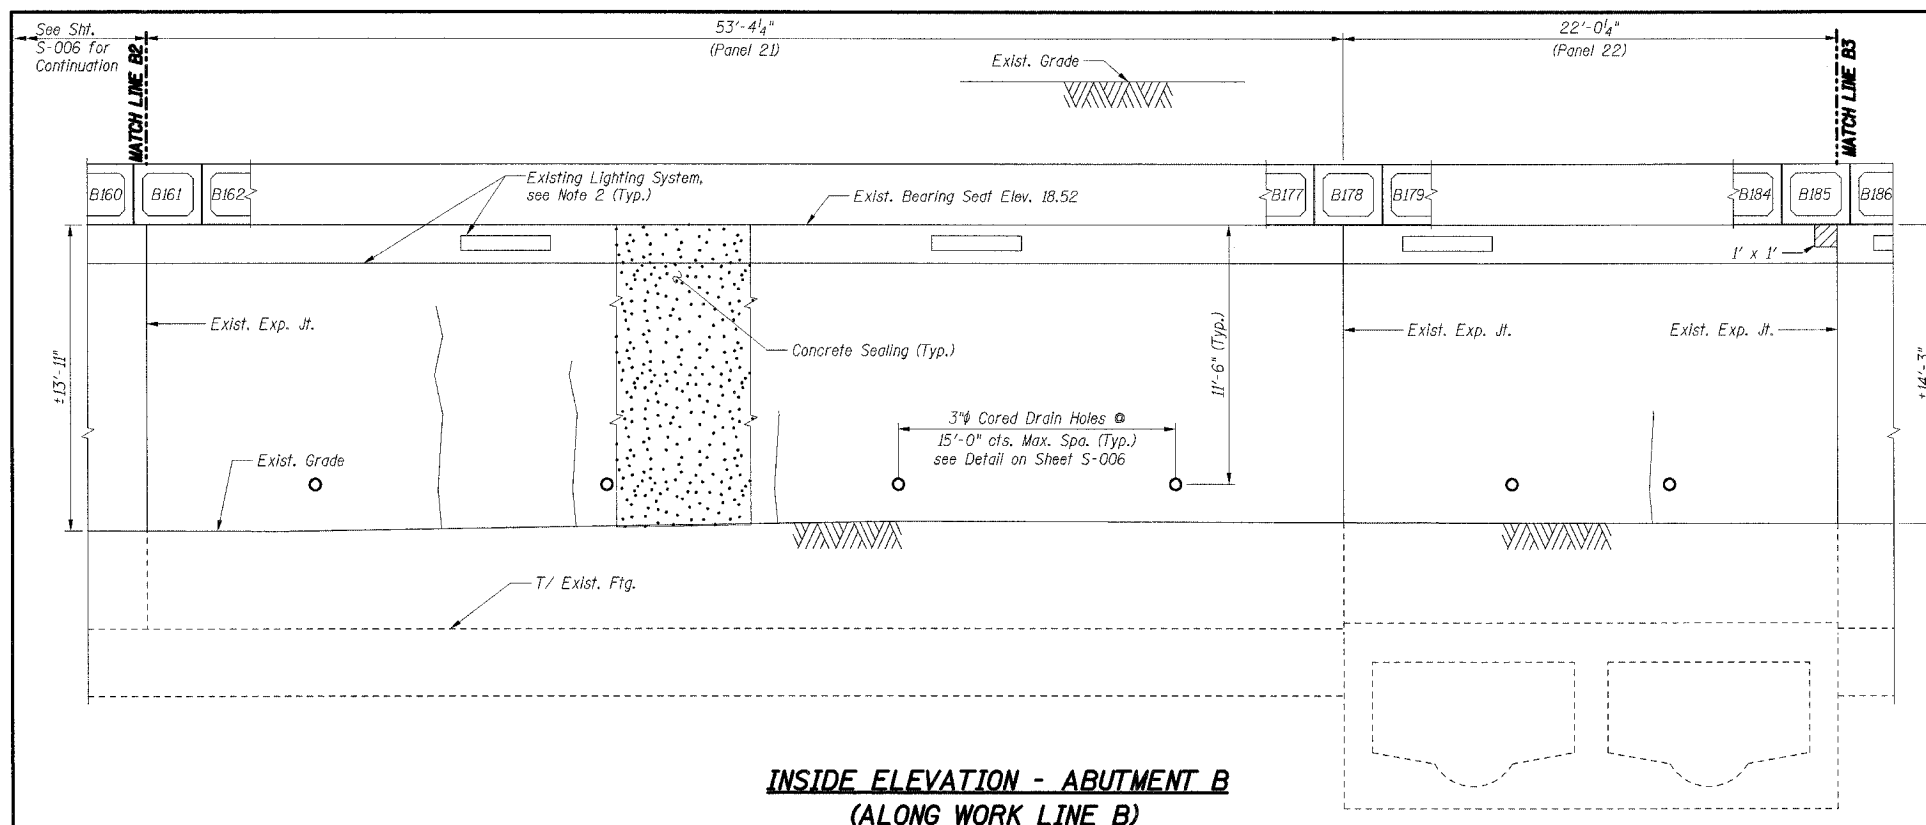 See Sht.
S-006 for
Continuation
MATCH LINE B2
53'-4¼"
(Panel 21)
22'-0¼"
(Panel 22)
MATCH LINE B3
Exist. Grade
B160
B161
B162
Existing Lighting System,
see Note 2 (Typ.)
Exist. Bearing Seat Elev. 18.52
B177
B178
B179
B184
B185
B186
1' x 1'
Exist. Exp. Jt.
Concrete Sealing (Typ.)
11'-6" (Typ.)
Exist. Exp. Jt.
Exist. Exp. Jt.
±13'-11"
±14'-3"
3"ϕ Cored Drain Holes @
15'-0" cts. Max. Spa. (Typ.)
see Detail on Sheet S-006
Exist. Grade
T/ Exist. Ftg.
INSIDE ELEVATION - ABUTMENT B
(ALONG WORK LINE B)